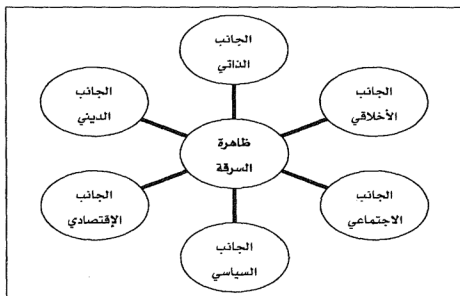 الجانب
الذاتي
الجانب
الأخلاقي
الجانب
الديني
ظاهرة
السرقة
الجانب
الاجتماعي
الجانب
الإقتصادي
الجانب
السياسي